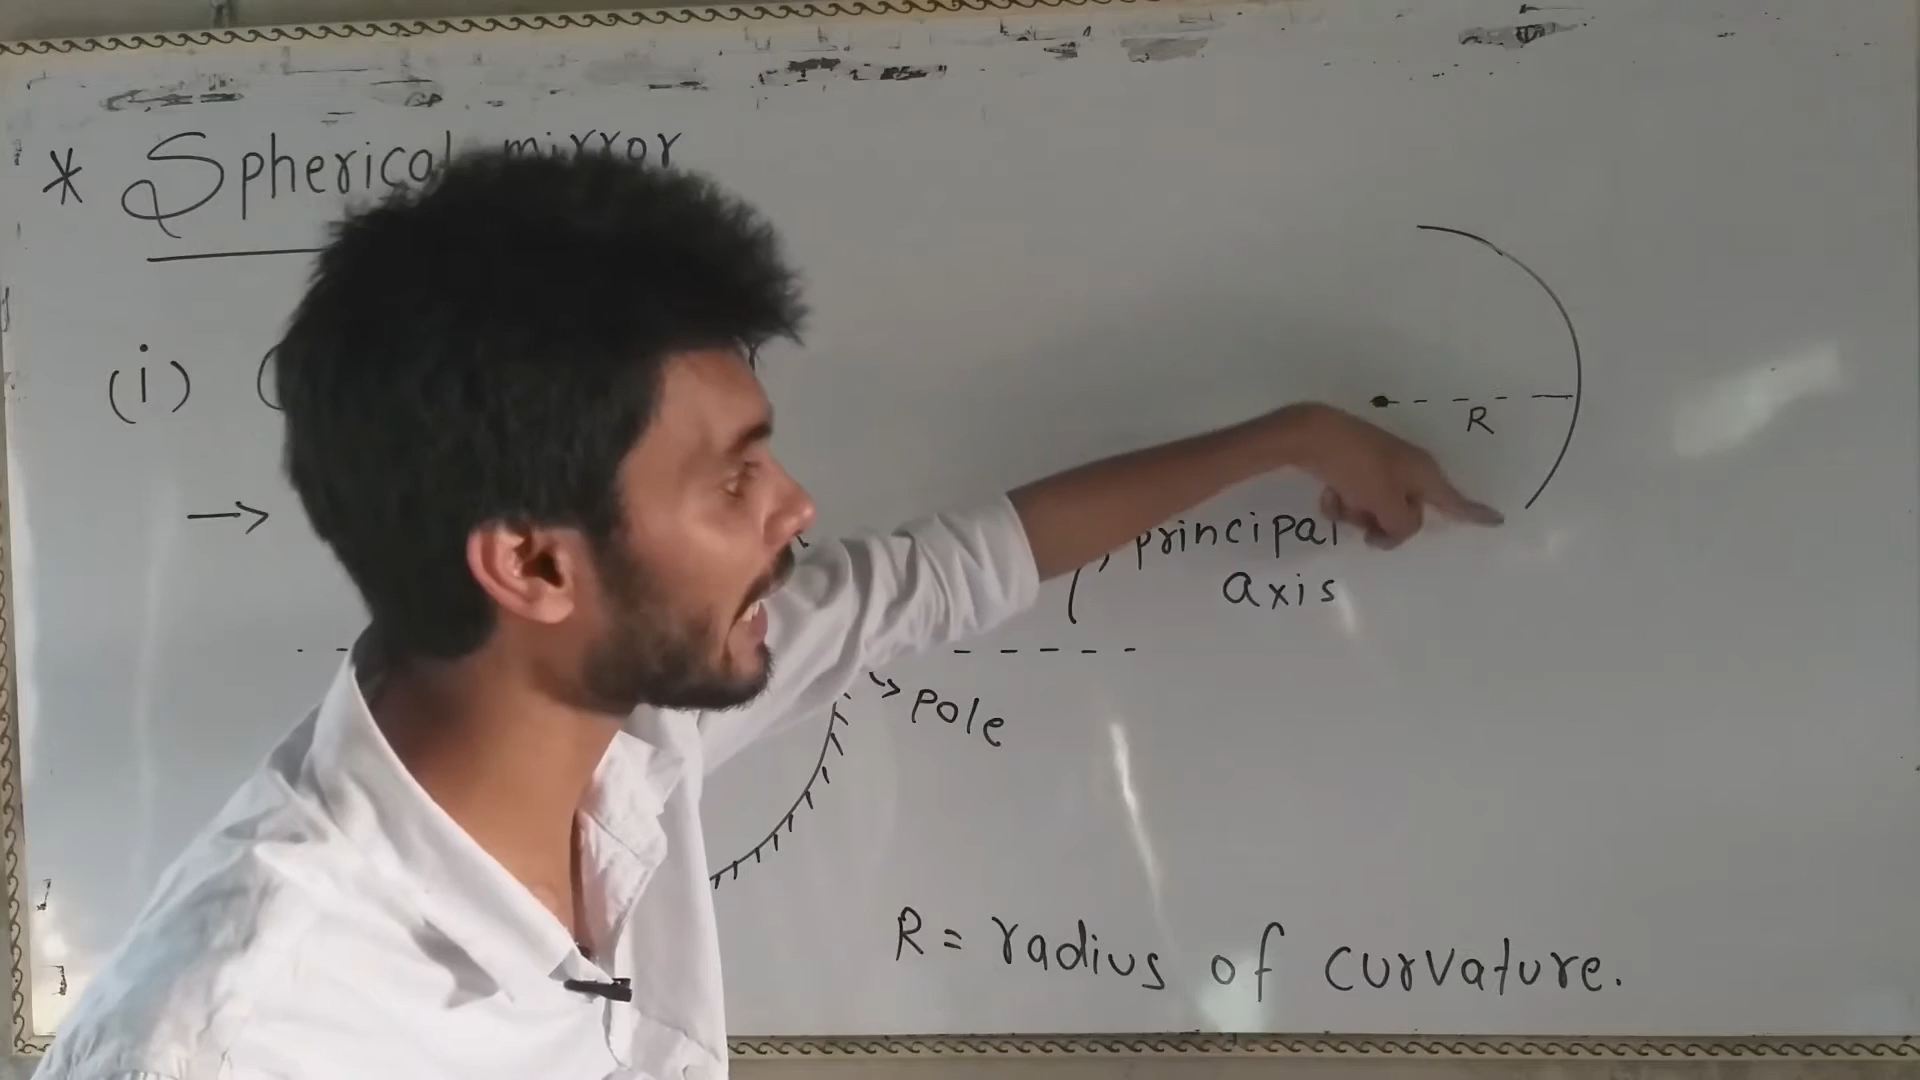 * Spherical mirror
(i)
R
principal
axis
Pole
R = radius of curvature.